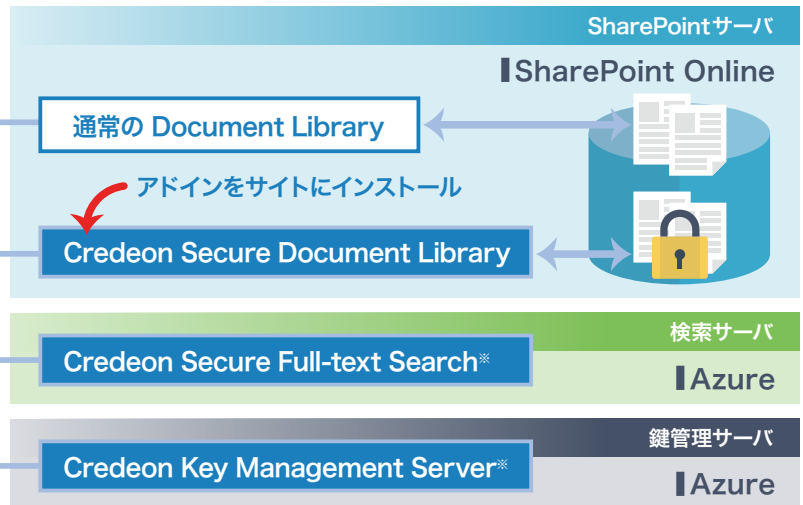 SharePointサーバ
SharePoint Online
通常の Document Library
アドインをサイトにインストール
Credeon Secure Document Library
検索サーバ
Credeon Secure Full-text Search※
Azure
鍵管理サーバ
Credeon Key Management Server※
Azure